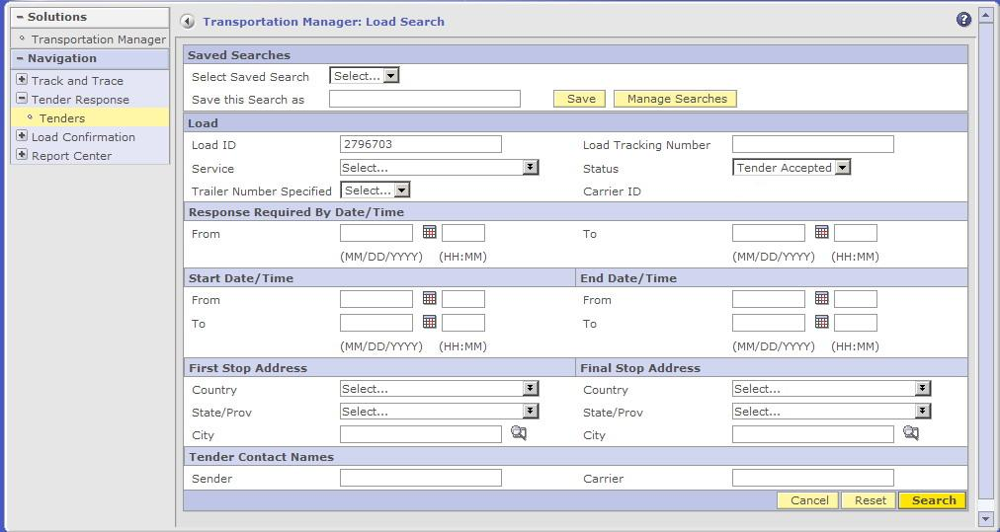 Solutions
Transportation Manager
Navigation
Track and Trace
Tender Response
Tenders
Load Confirmation
Report Center
Transportation Manager: Load Search
?
Saved Searches
Select Saved Search Select...
Save this Search as Save Manage Searches
Load
Load ID 2796703 Load Tracking Number
Service Select... Status Tender Accepted
Trailer Number Specified Select... Carrier ID
Response Required By Date/Time
From To
(MM/DD/YYYY) (HH:MM) (MM/DD/YYYY) (HH:MM)
Start Date/Time End Date/Time
From From
To To
(MM/DD/YYYY) (HH:MM) (MM/DD/YYYY) (HH:MM)
First Stop Address Final Stop Address
Country Select... Country Select...
State/Prov Select... State/Prov Select...
City City
Tender Contact Names
Sender Carrier
Cancel Reset Search